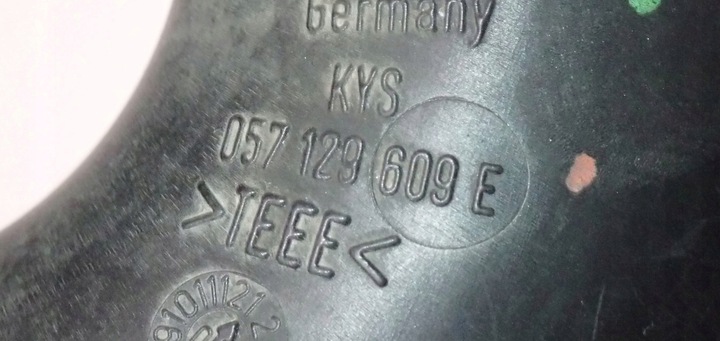 Germany
KYS
057 129 609 E
>TEEE<